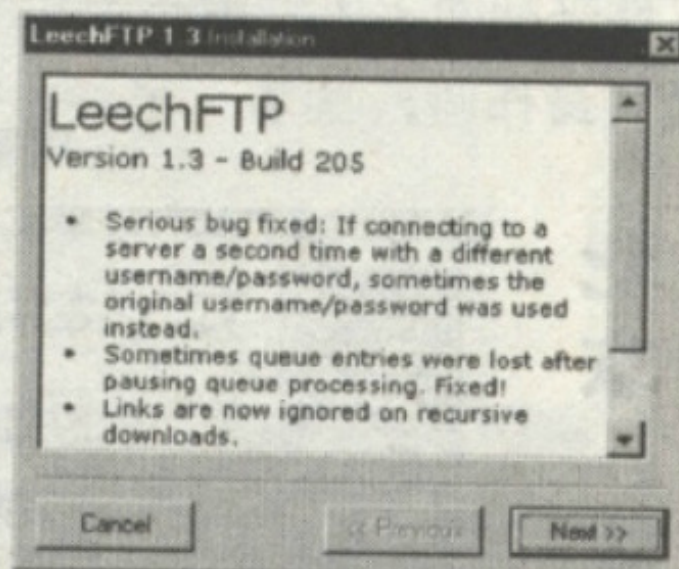 LeechFTP 1.3 Installation
LeechFTP
Version 1.3 - Build 205
• Serious bug fixed: If connecting to a
server a second time with a different
username/password, sometimes the
original username/password was used
instead.
• Sometimes queue entries were lost after
pausing queue processing. Fixed!
• Links are now ignored on recursive
downloads.
Cancel
<< Previous
Next >>